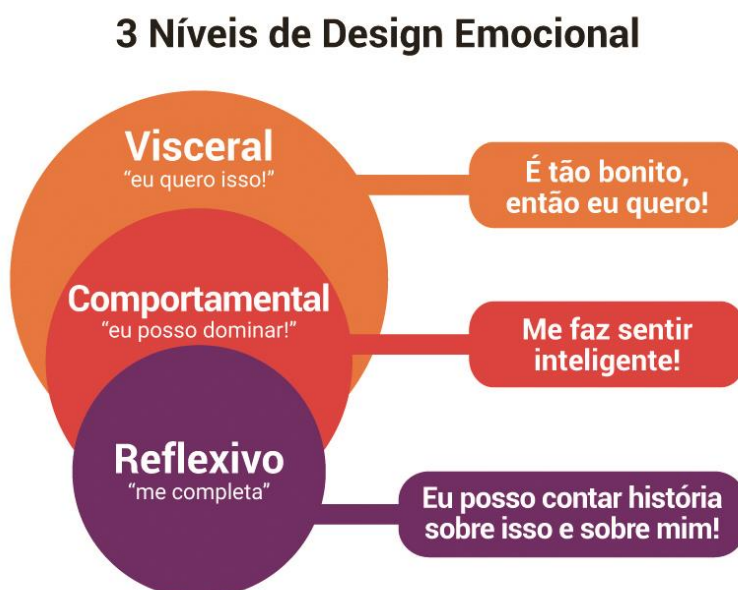 3 Níveis de Design Emocional
Visceral
“eu quero isso!”
É tão bonito,
então eu quero!
Comportamental
“eu posso dominar!”
Me faz sentir
inteligente!
Reflexivo
“me completa”
Eu posso contar história
sobre isso e sobre mim!